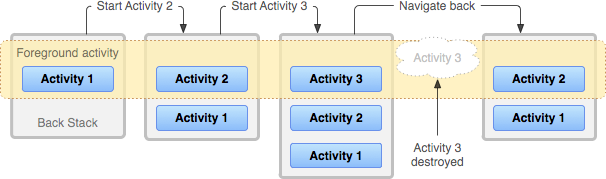 Start Activity 2
Start Activity 3
Navigate back
Foreground activity
Activity 1
Activity 2
Activity 3
Activity 3
Activity 2
Back Stack
Activity 1
Activity 2
Activity 1
Activity 1
Activity 3
destroyed